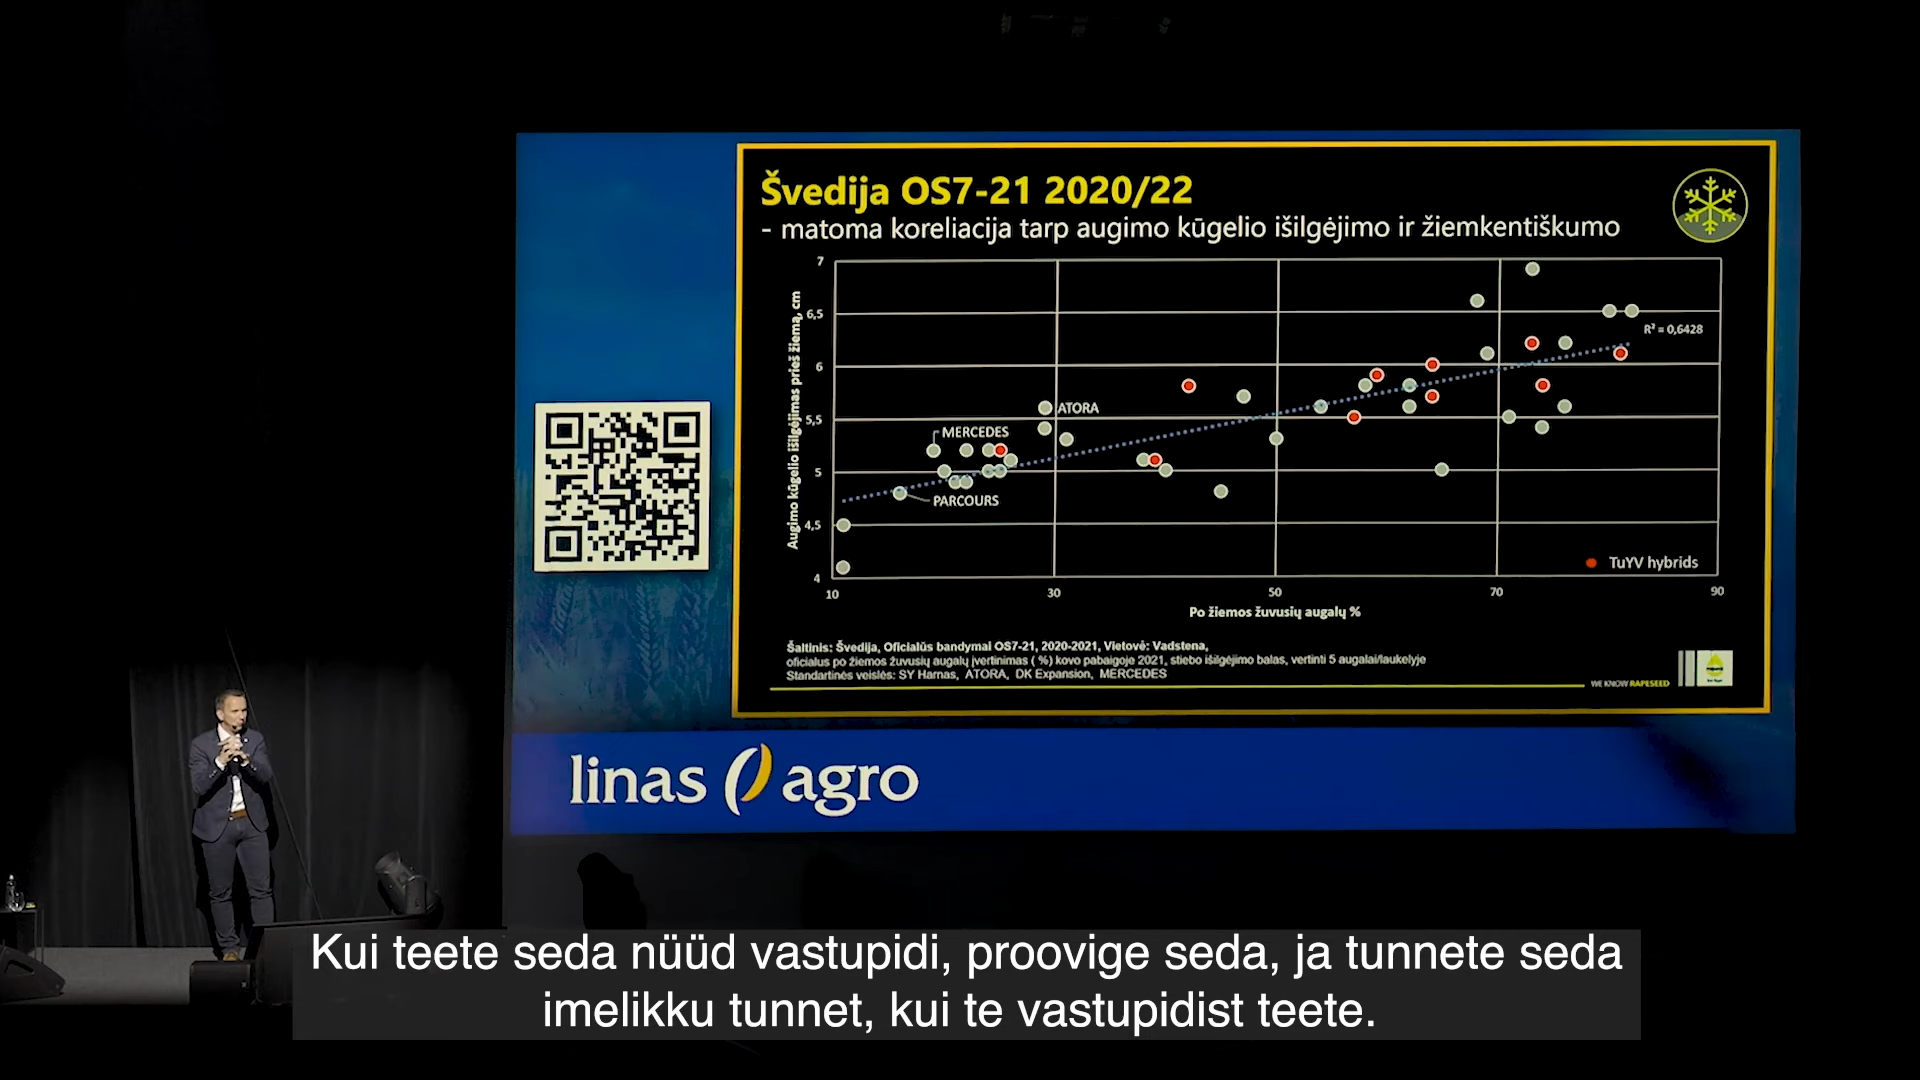 Švedija OS7-21 2020/22
- matoma koreliacija tarp augimo kūgelio išilgėjimo ir žiemkentiškumo
Augimo kūgelio išilgėjimas prieš žiemą, cm
7
6,5
6
5,5
5
4,5
4
R² = 0,6428
ATORA
MERCEDES
PARCOURS
TuYV hybrids
10
30
50
70
90
Po žiemos žuvusių augalų %
Šaltinis: Švedija, Oficialūs bandymai OS7-21, 2020-2021, Vietovė: Vadstena,
oficialus po žiemos žuvusių augalų įvertinimas ( %) kovo pabaigoje 2021, stiebo išilgėjimo balas, vertinti 5 augalai/laukelyje
Standartinės veislės: SY Harnas, ATORA, DK Expansion, MERCEDES
WE KNOW RAPESEED
linas agro
Kui teete seda nüüd vastupidi, proovige seda, ja tunnete seda
imelikku tunnet, kui te vastupidist teete.